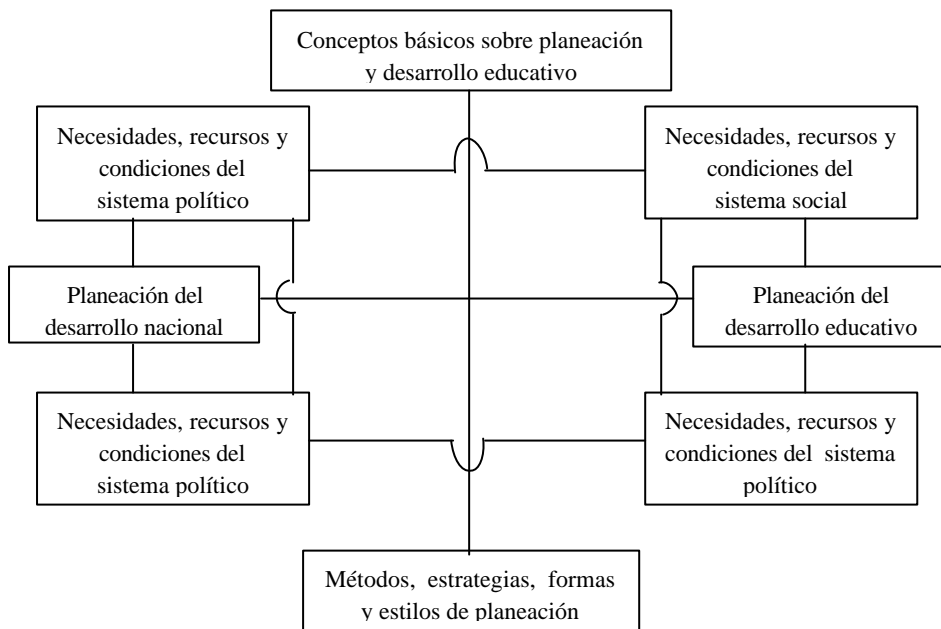 Conceptos básicos sobre planeación
y desarrollo educativo
Necesidades, recursos y
condiciones del
sistema político
Necesidades, recursos y
condiciones del
sistema social
Planeación del
desarrollo nacional
Planeación del
desarrollo educativo
Necesidades, recursos y
condiciones del
sistema político
Necesidades, recursos y
condiciones del sistema
político
Métodos, estrategias, formas
y estilos de planeación